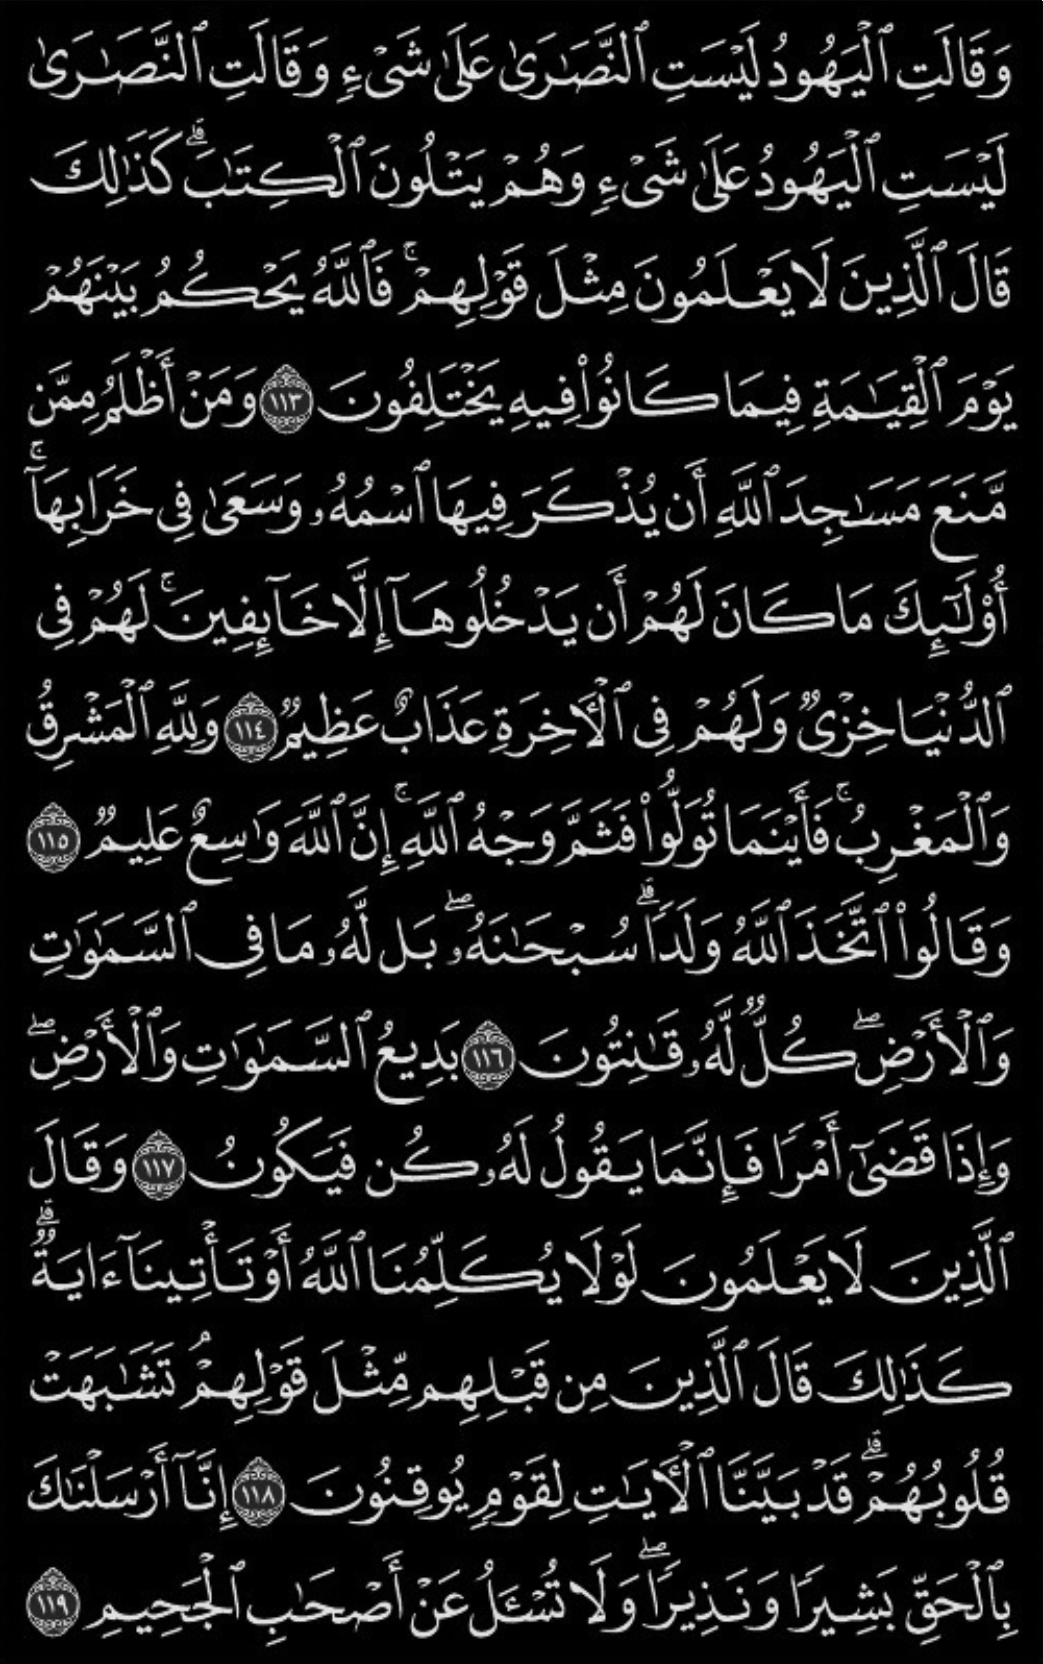 وَقَالَتِ ٱلْيَهُودُ لَيْسَتِ ٱلنَّصَـٰرَىٰ عَلَىٰ شَىْءٍ وَقَالَتِ ٱلنَّصَـٰرَىٰ
لَيْسَتِ ٱلْيَهُودُ عَلَىٰ شَىْءٍ وَهُمْ يَتْلُونَ ٱلْكِتَـٰبَ ۗ كَذَٰلِكَ
قَالَ ٱلَّذِينَ لَا يَعْلَمُونَ مِثْلَ قَوْلِهِمْ ۚ فَٱللَّهُ يَحْكُمُ بَيْنَهُمْ
يَوْمَ ٱلْقِيَـٰمَةِ فِيمَا كَانُوا۟ فِيهِ يَخْتَلِفُونَ ١١٣ وَمَنْ أَظْلَمُ مِمَّن
مَّنَعَ مَسَـٰجِدَ ٱللَّهِ أَن يُذْكَرَ فِيهَا ٱسْمُهُۥ وَسَعَىٰ فِى خَرَابِهَآ ۚ
أُو۟لَـٰٓئِكَ مَا كَانَ لَهُمْ أَن يَدْخُلُوهَآ إِلَّا خَآئِفِينَ ۚ لَهُمْ فِى
ٱلدُّنْيَا خِزْىٌ وَلَهُمْ فِى ٱلْـَٔاخِرَةِ عَذَابٌ عَظِيمٌ ١١٤ وَلِلَّهِ ٱلْمَشْرِقُ
وَٱلْمَغْرِبُ ۚ فَأَيْنَمَا تُوَلُّوا۟ فَثَمَّ وَجْهُ ٱللَّهِ ۚ إِنَّ ٱللَّهَ وَٰسِعٌ عَلِيمٌ ١١٥
وَقَالُوا۟ ٱتَّخَذَ ٱللَّهُ وَلَدًا ۗ سُبْحَـٰنَهُۥ ۖ بَل لَّهُۥ مَا فِى ٱلسَّمَـٰوَٰتِ
وَٱلْأَرْضِ ۖ كُلٌّ لَّهُۥ قَـٰنِتُونَ ١١٦ بَدِيعُ ٱلسَّمَـٰوَٰتِ وَٱلْأَرْضِ ۖ
وَإِذَا قَضَىٰٓ أَمْرًا فَإِنَّمَا يَقُولُ لَهُۥ كُن فَيَكُونُ ١١٧ وَقَالَ
ٱلَّذِينَ لَا يَعْلَمُونَ لَوْلَا يُكَلِّمُنَا ٱللَّهُ أَوْ تَأْتِينَآ ءَايَةٌ ۗ
كَذَٰلِكَ قَالَ ٱلَّذِينَ مِن قَبْلِهِم مِّثْلَ قَوْلِهِمْ ۘ تَشَـٰبَهَتْ
قُلُوبُهُمْ ۗ قَدْ بَيَّنَّا ٱلْـَٔايَـٰتِ لِقَوْمٍ يُوقِنُونَ ١١٨ إِنَّآ أَرْسَلْنَـٰكَ
بِٱلْحَقِّ بَشِيرًا وَنَذِيرًا ۖ وَلَا تُسْـَٔلُ عَنْ أَصْحَـٰبِ ٱلْجَحِيمِ ١١٩